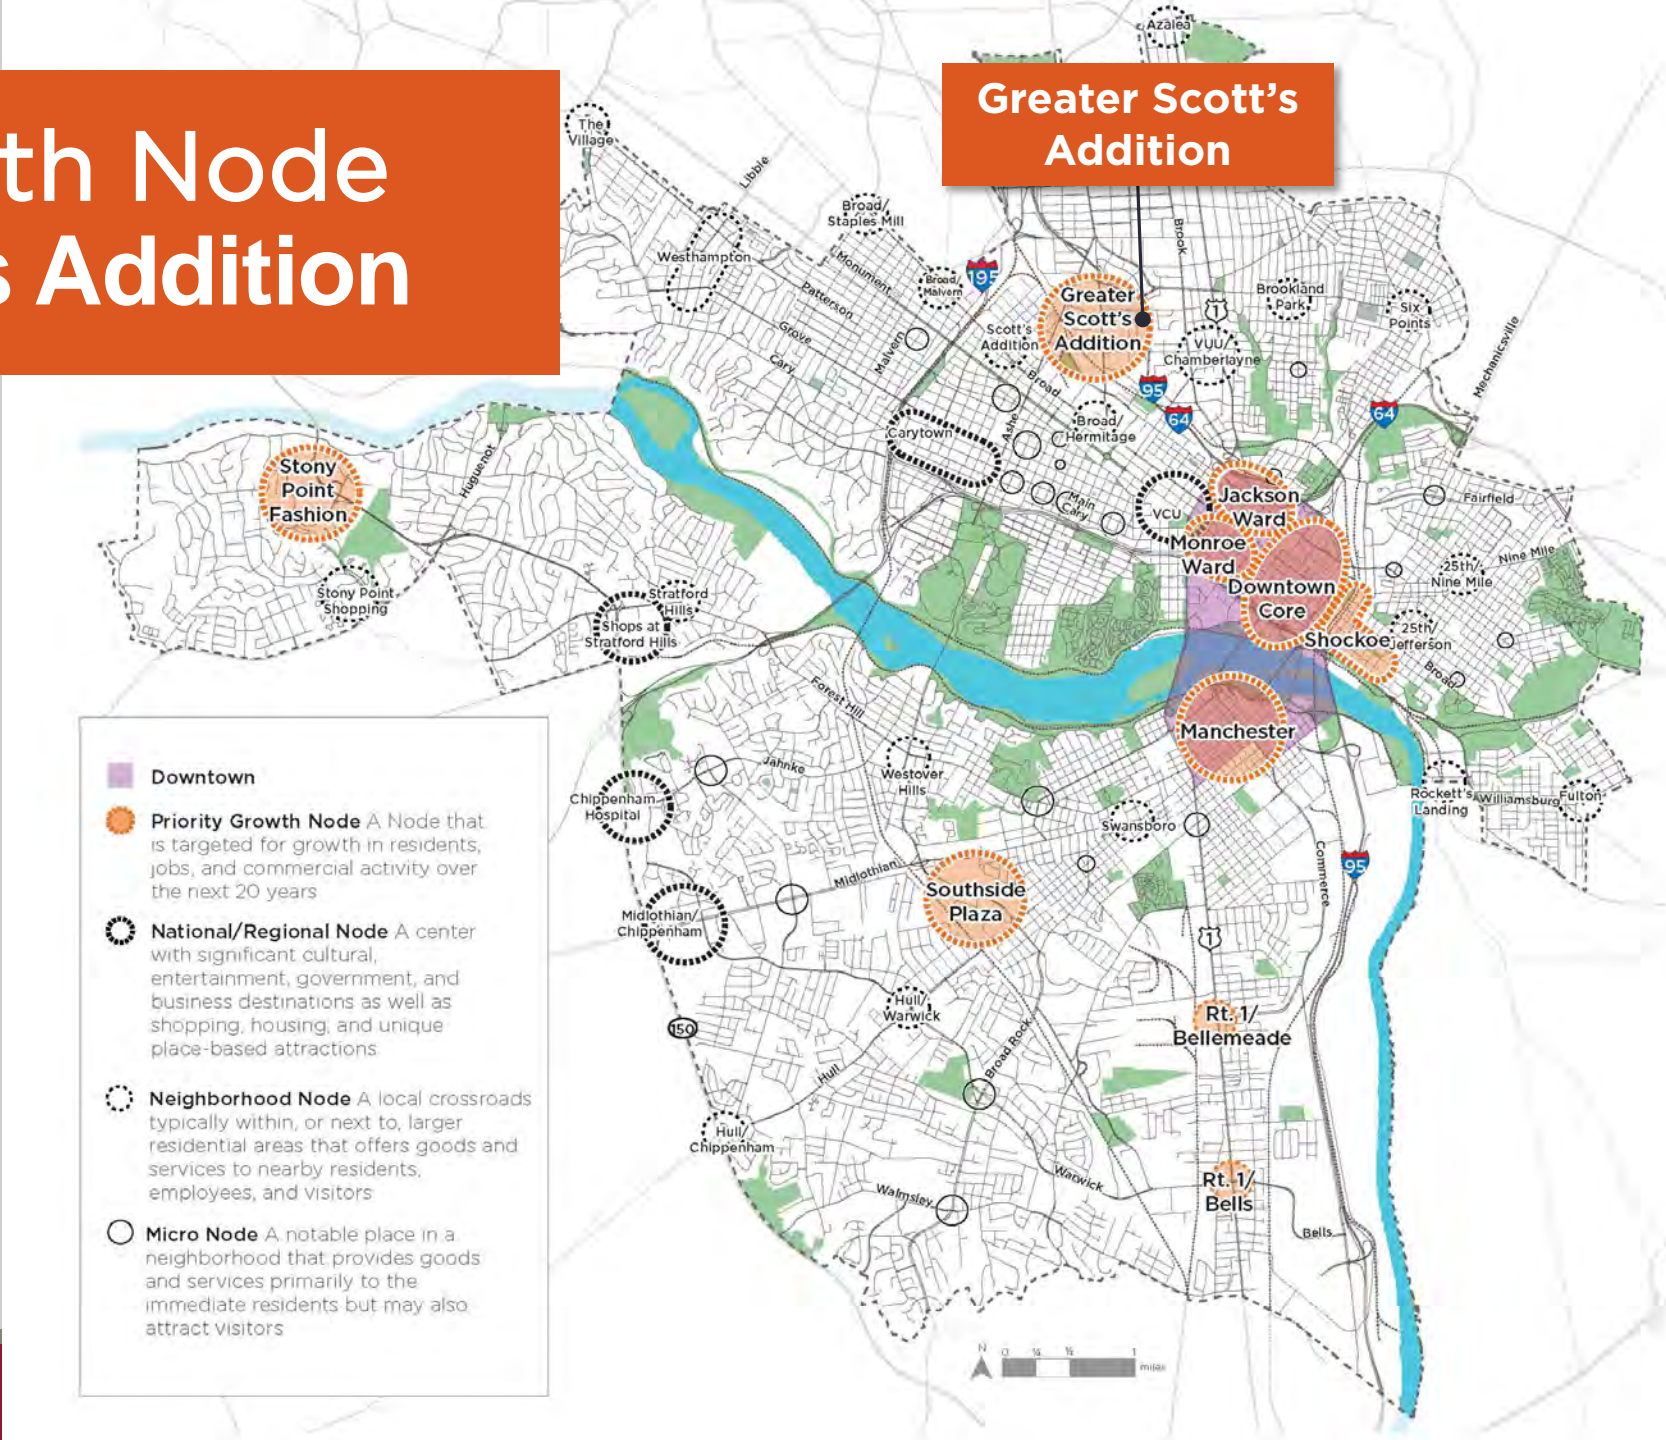 th Node
s Addition
Greater Scott's
Addition
Azalea
The
Village
Libbie
Broad/
Staples Mill
Westhampton
Monument
Patterson
Grove
Cary
Malvern
Broad/
Malvern
195
Scott's
Addition
Greater
Scott's
Addition
Brook
1
VUU/
Chamberlayne
Brookland
Park
Six
Points
Mechanicsville
95
64
64
Broad
Ashe
Broad/
Hermitage
Carytown
Main
Cary
VCU
Jackson
Ward
Monroe
Ward
Downtown
Core
Shockoe
Fairfield
Nine Mile
25th/
Nine Mile
25th/
Jefferson
Broad
Stony
Point
Fashion
Huguenot
Stony Point
Shopping
Stratford
Hills
Shops at
Stratford Hills
Forest Hill
Manchester
Jahnke
Westover
Hills
Chippenham
Hospital
Swansboro
Rockett's
Landing
Williamsburg
Fulton
Commerce
95
Midlothian
Southside
Plaza
Midlothian/
Chippenham
1
150
Hull/
Warwick
Rt. 1/
Bellemeade
Broad Rock
Hull
Hull/
Chippenham
Warwick
Walmsley
Rt. 1/
Bells
Bells
Downtown
Priority Growth Node A Node that
is targeted for growth in residents,
jobs, and commercial activity over
the next 20 years
National/Regional Node A center
with significant cultural,
entertainment, government, and
business destinations as well as
shopping, housing, and unique
place-based attractions
Neighborhood Node A local crossroads
typically within, or next to, larger
residential areas that offers goods and
services to nearby residents,
employees, and visitors
Micro Node A notable place in a
neighborhood that provides goods
and services primarily to the
immediate residents but may also
attract visitors
N
0 ¼ ½ 1
miles